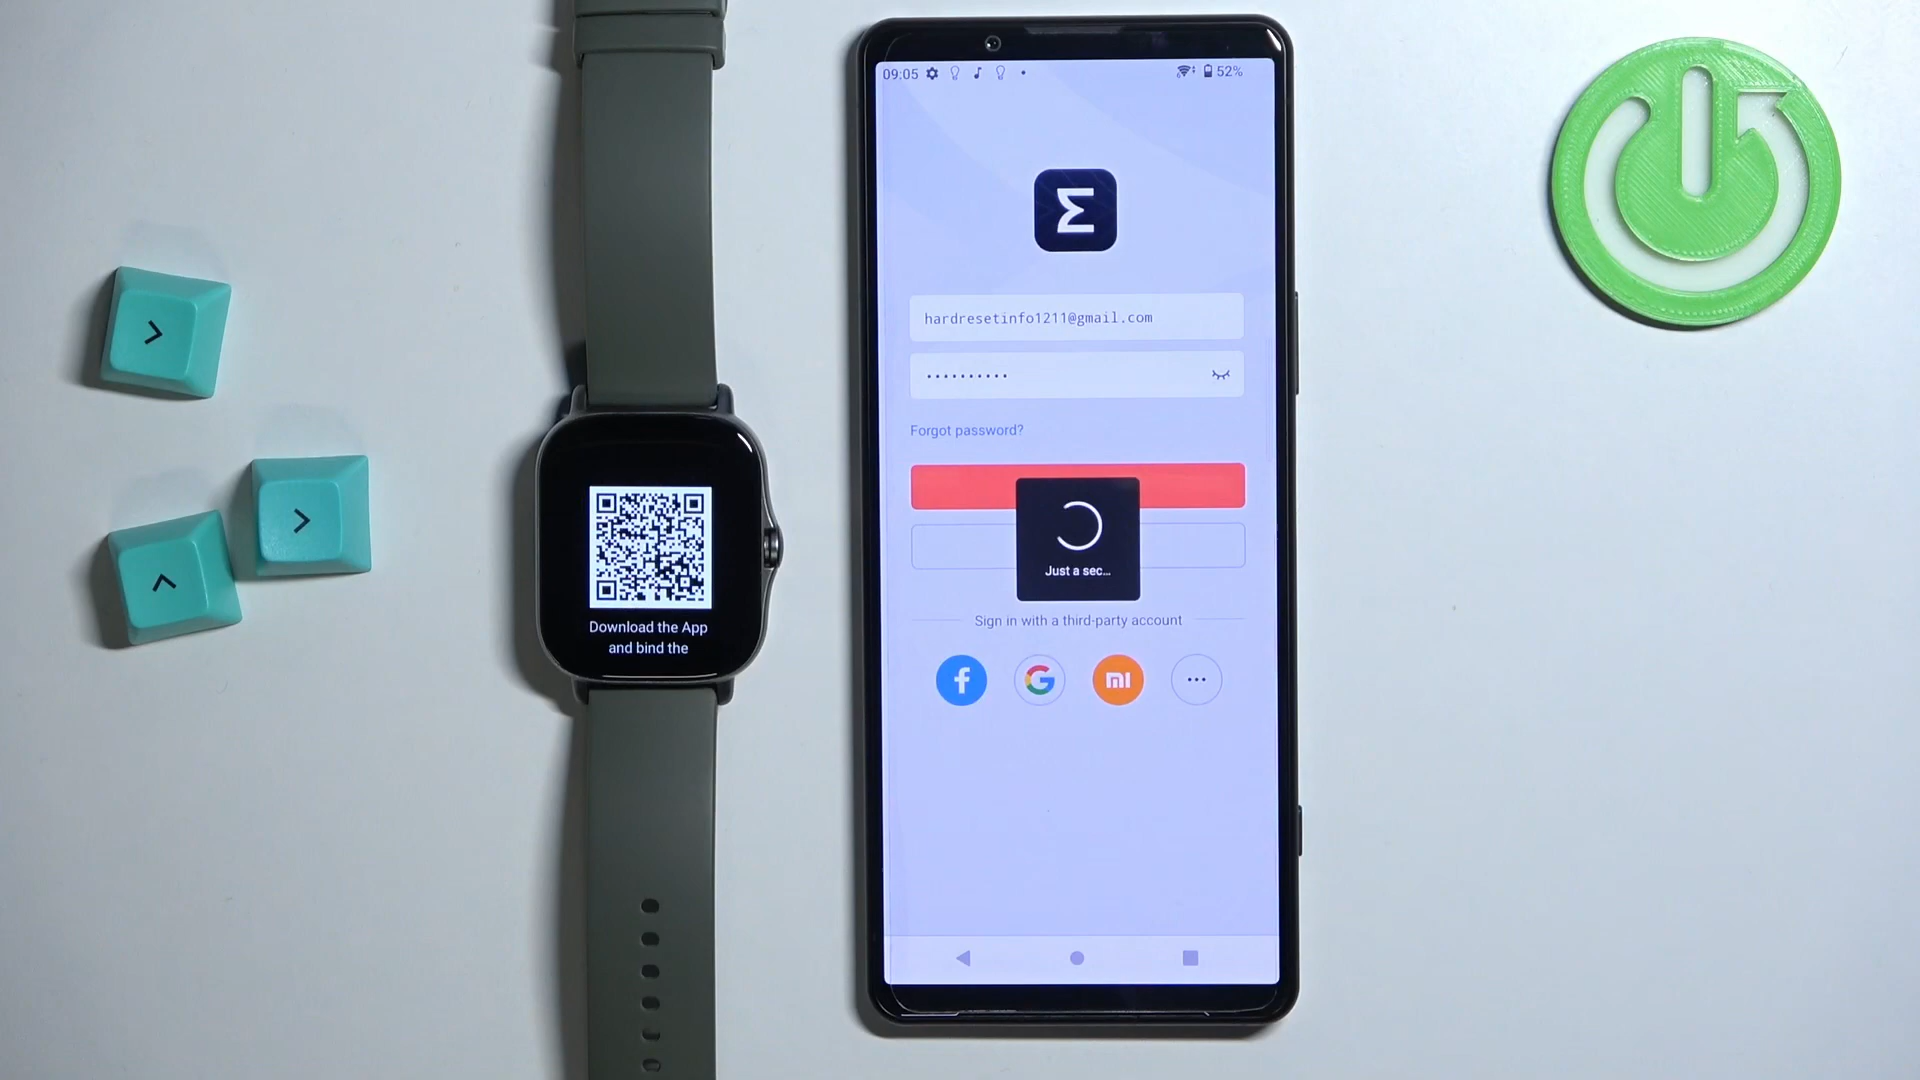 09:05
52%
hardresetinfo1211@gmail.com
Forgot password?
Just a sec...
Sign in with a third-party account
Download the App
and bind the